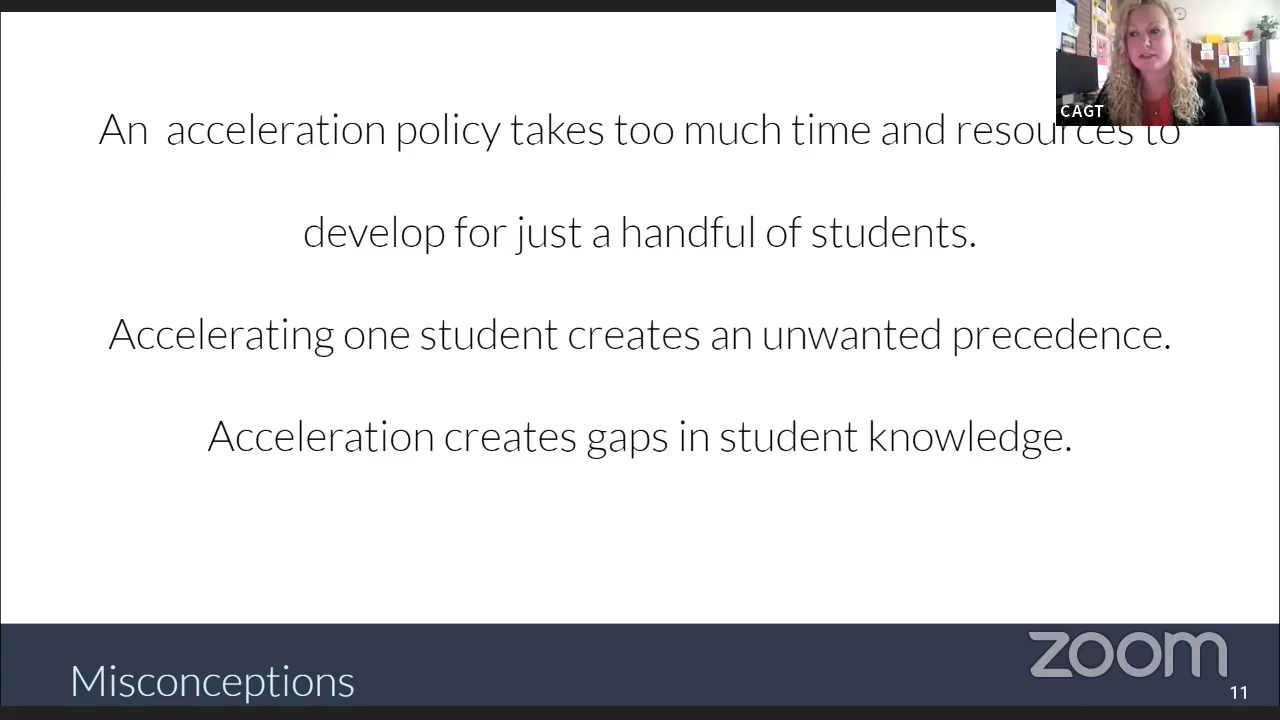 CAGT
An acceleration policy takes too much time and resources to
develop for just a handful of students.
Accelerating one student creates an unwanted precedence.
Acceleration creates gaps in student knowledge.
zoom
Misconceptions
11